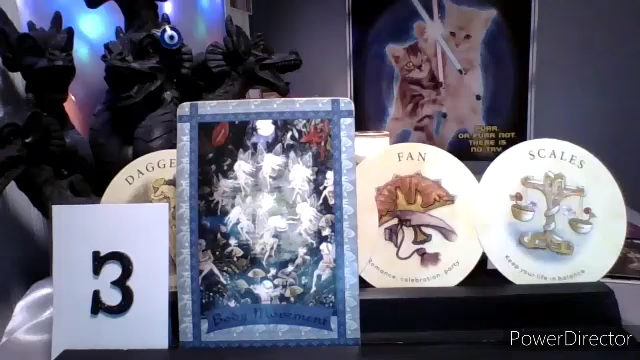 PURR.
OR PURR NOT.
THERE IS
NO TRY.
DAGGE
FAN
Romance, celebration, party
SCALES
Keep your life in balance
3
Body Movement
PowerDirector